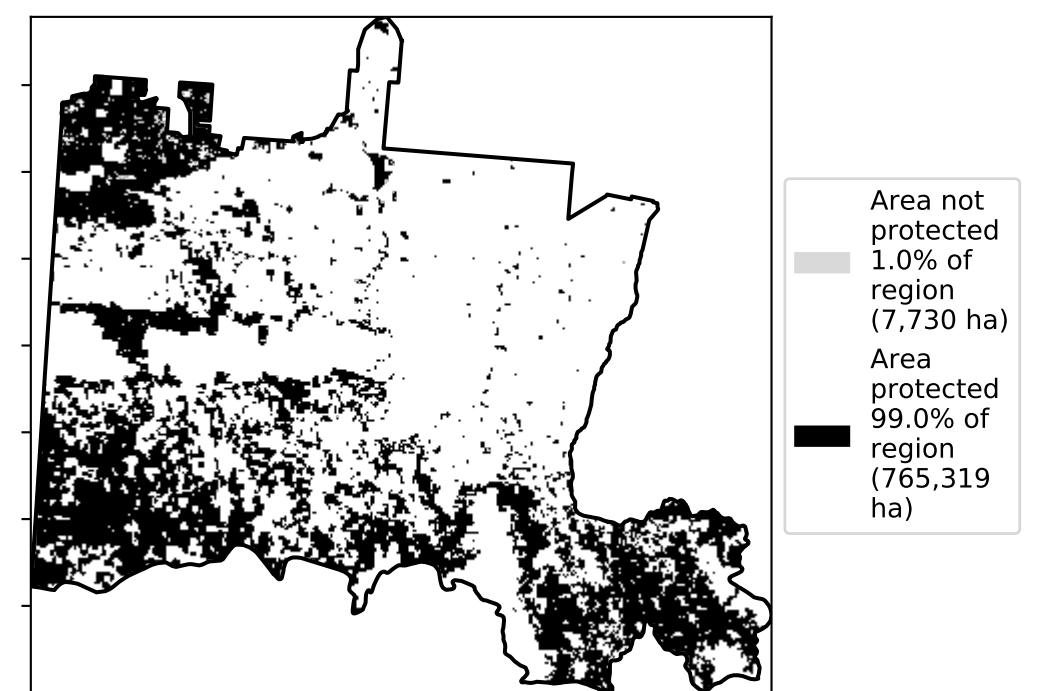 Area not
protected
1.0% of
region
(7,730 ha)
Area
protected
99.0% of
region
(765,319
ha)